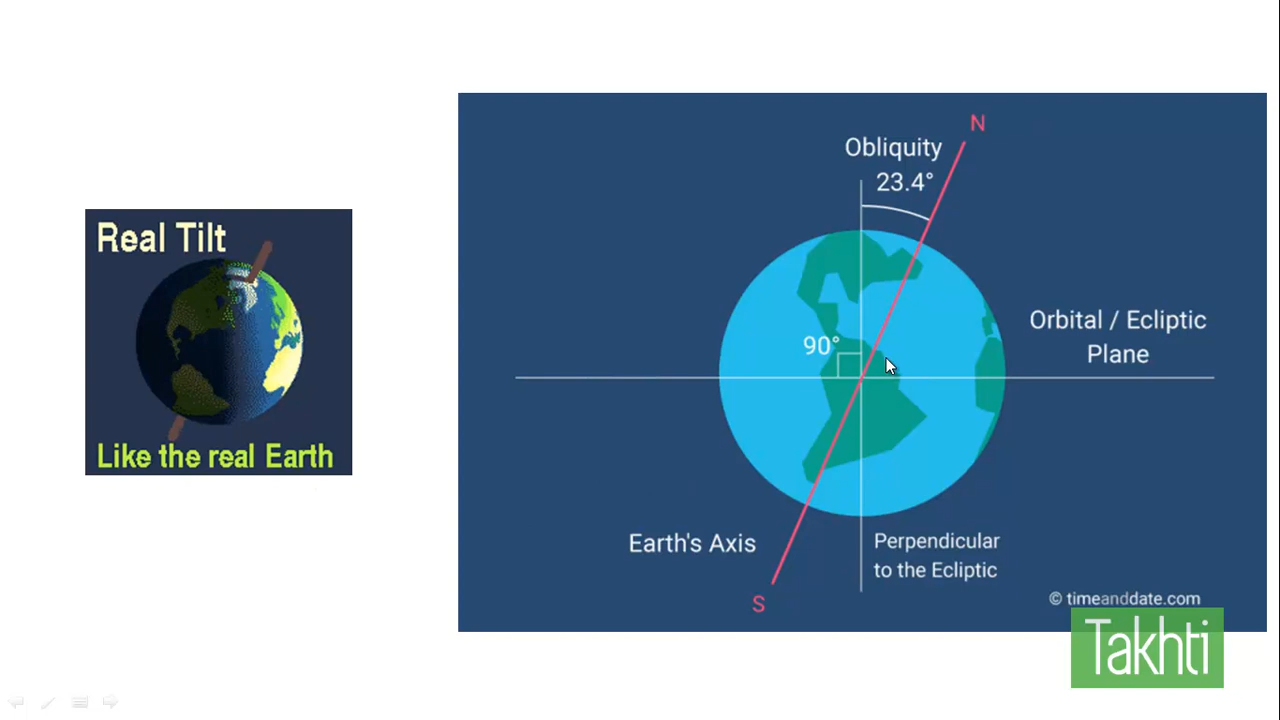 Real Tilt
Like the real Earth
N
Obliquity
23.4°
90°
Orbital / Ecliptic
Plane
Earth's Axis
Perpendicular
to the Ecliptic
S
© timeanddate.com
Takhti